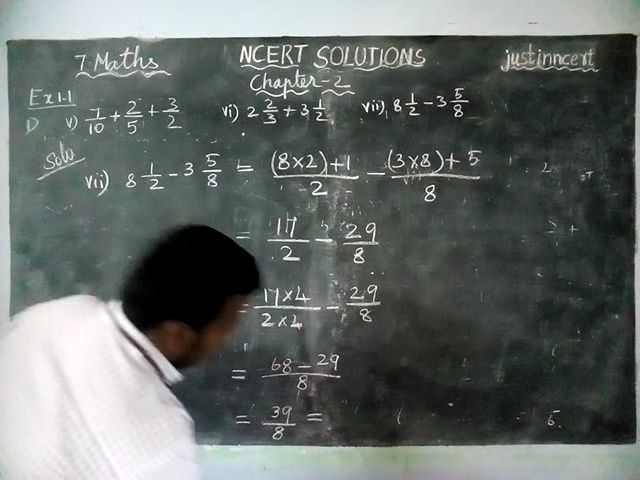 7 Maths NCERT SOLUTIONS justinncert
Chapter-2
Ex 1.1
1) v) 7/10 + 2/5 + 3/2 vi) 2 2/3 + 3 1/2 vii) 8 1/2 - 3 5/8
Solu
vii) 8 1/2 - 3 5/8 = (8×2)+1/2 - (3×8)+5/8
= 17/2 - 29/8
= 17×4/2×4 - 29/8
= 68-29/8
= 39/8 =